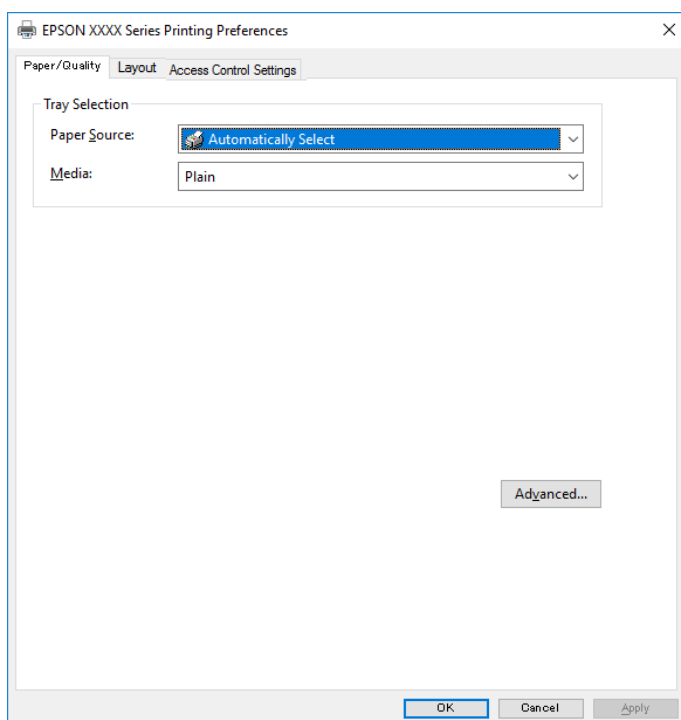 EPSON XXXX Series Printing Preferences
Paper/Quality Layout Access Control Settings
Tray Selection
Paper Source: Automatically Select
Media: Plain
Advanced...
OK Cancel Apply